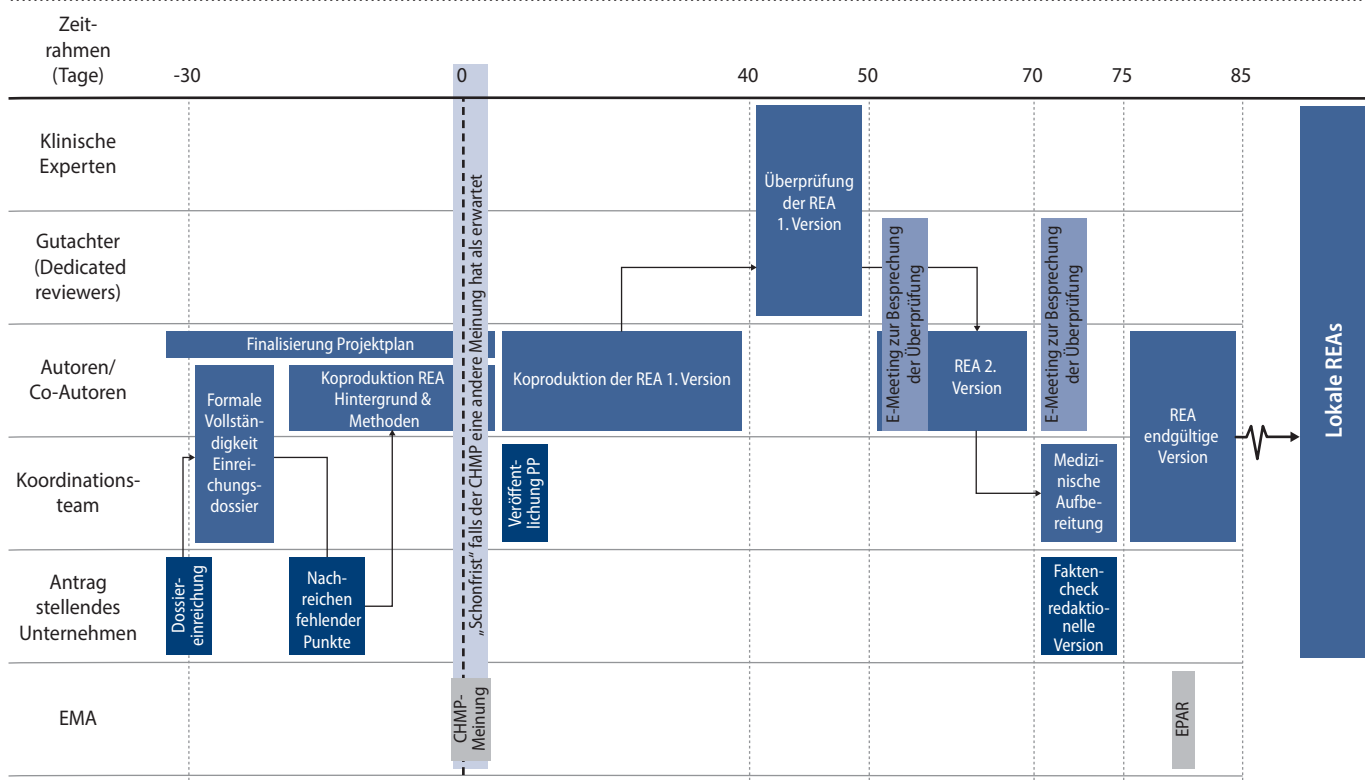 Zeit-
rahmen
(Tage)
-30
0
40
50
70
75
85
Klinische
Experten
Überprüfung
der REA
1. Version
Gutachter
(Dedicated
reviewers)
E-Meeting zur Besprechung
der Überprüfung
E-Meeting zur Besprechung
der Überprüfung
„Schonfrist“ falls der CHMP eine andere Meinung hat als erwartet
Autoren/
Co-Autoren
Finalisierung Projektplan
Formale
Vollstän-
digkeit
Einrei-
chungs-
dossier
Koproduktion REA
Hintergrund &
Methoden
Koproduktion der REA 1. Version
REA 2.
Version
REA
endgültige
Version
Lokale REAs
Koordinations-
team
Veröffent-
lichung PP
Medizi-
nische
Aufbe-
reitung
Antrag
stellendes
Unternehmen
Dossier-
einreichung
Nach-
reichen
fehlender
Punkte
Fakten-
check
redaktio-
nelle
Version
EMA
CHMP-
Meinung
EPAR